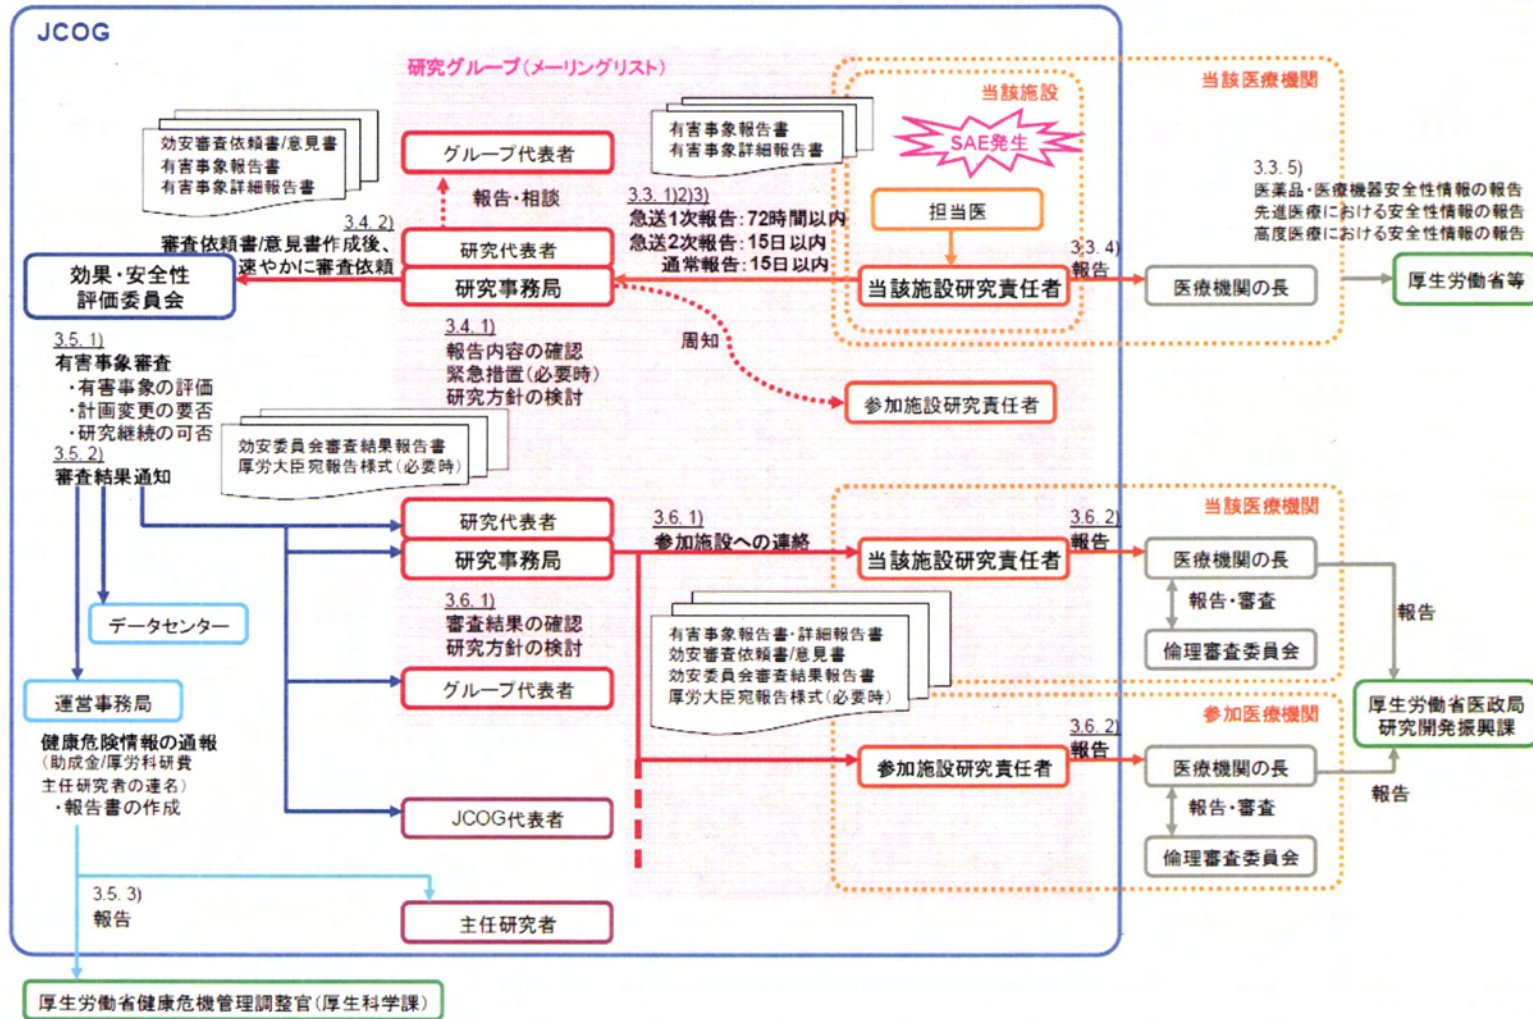 JCOG
研究グループ(メーリングリスト)
当該施設
当該医療機関
SAE発生
効安審査依頼書/意見書
有害事象報告書
有害事象詳細報告書
有害事象報告書
有害事象詳細報告書
グループ代表者
報告・相談
3.3. 1)2)3)
急送1次報告:72時間以内
急送2次報告:15日以内
通常報告:15日以内
担当医
3.3. 5)
医薬品・医療機器安全性情報の報告
先進医療における安全性情報の報告
高度医療における安全性情報の報告
3.4. 2)
審査依頼書/意見書作成後、
速やかに審査依頼
研究代表者
研究事務局
3.3. 4)
報告
当該施設研究責任者
医療機関の長
厚生労働省等
効果・安全性
評価委員会
3.4. 1)
報告内容の確認
緊急措置(必要時)
研究方針の検討
周知
参加施設研究責任者
3.5. 1)
有害事象審査
・有害事象の評価
・計画変更の要否
・研究継続の可否
3.5. 2)
審査結果通知
効安委員会審査結果報告書
厚労大臣宛報告様式(必要時)
当該医療機関
研究代表者
研究事務局
3.6. 1)
参加施設への連絡
当該施設研究責任者
3.6. 2)
報告
医療機関の長
報告・審査
倫理審査委員会
報告
データセンター
3.6. 1)
審査結果の確認
研究方針の検討
グループ代表者
有害事象報告書・詳細報告書
効安審査依頼書/意見書
効安委員会審査結果報告書
厚労大臣宛報告様式(必要時)
運営事務局
参加医療機関
厚生労働省医政局
研究開発振興課
健康危険情報の通報
(助成金/厚労科研費
主任研究者の連名)
・報告書の作成
3.6. 2)
報告
参加施設研究責任者
医療機関の長
報告
報告・審査
倫理審査委員会
JCOG代表者
3.5. 3)
報告
主任研究者
厚生労働省健康危機管理調整官(厚生科学課)